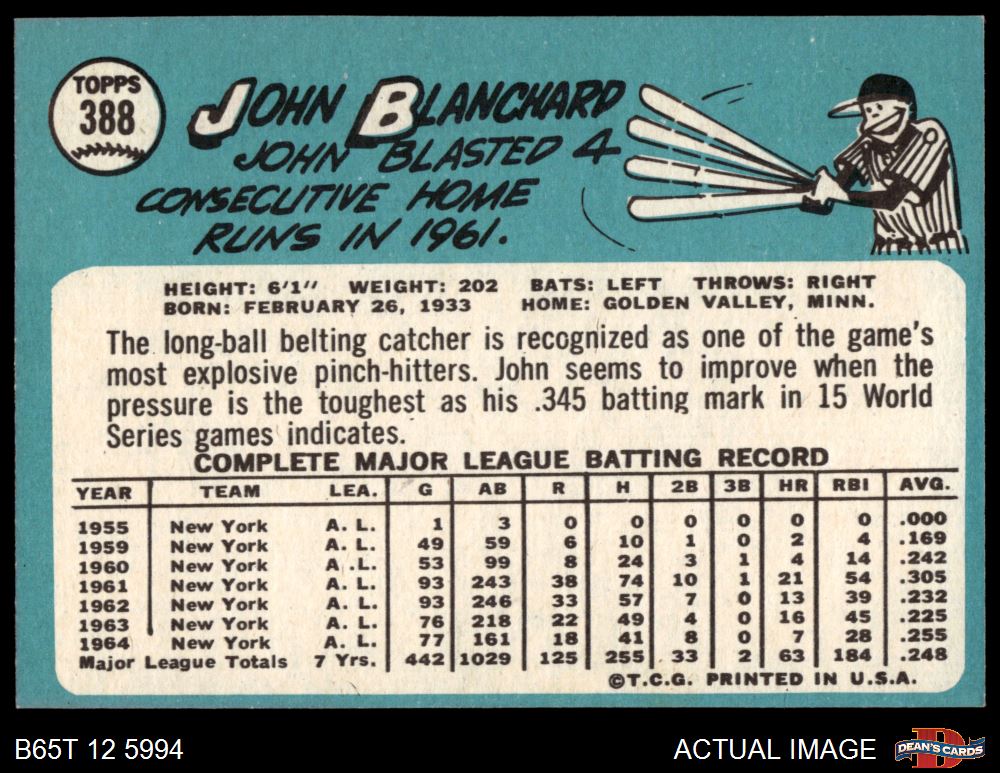 TOPPS
388
JOHN BLANCHARD
JOHN BLASTED 4
CONSECUTIVE HOME
RUNS IN 1961.
HEIGHT: 6'1" WEIGHT: 202 BATS: LEFT THROWS: RIGHT
BORN: FEBRUARY 26, 1933 HOME: GOLDEN VALLEY, MINN.
The long-ball belting catcher is recognized as one of the game's
most explosive pinch-hitters. John seems to improve when the
pressure is the toughest as his .345 batting mark in 15 World
Series games indicates.
COMPLETE MAJOR LEAGUE BATTING RECORD
YEAR TEAM LEA. G AB R H 2B 3B HR RBI AVG.
1955 New York A. L. 1 3 0 0 0 0 0 0 .000
1959 New York A. L. 49 59 6 10 1 0 2 4 .169
1960 New York A. L. 53 99 8 24 3 1 4 14 .242
1961 New York A. L. 93 243 38 74 10 1 21 54 .305
1962 New York A. L. 93 246 33 57 7 0 13 39 .232
1963 New York A. L. 76 218 22 49 4 0 16 45 .225
1964 New York A. L. 77 161 18 41 8 0 7 28 .255
Major League Totals 7 Yrs. 442 1029 125 255 33 2 63 184 .248
©T.C.G. PRINTED IN U.S.A.
B65T 12 5994 ACTUAL IMAGE D DEAN'S CARDS